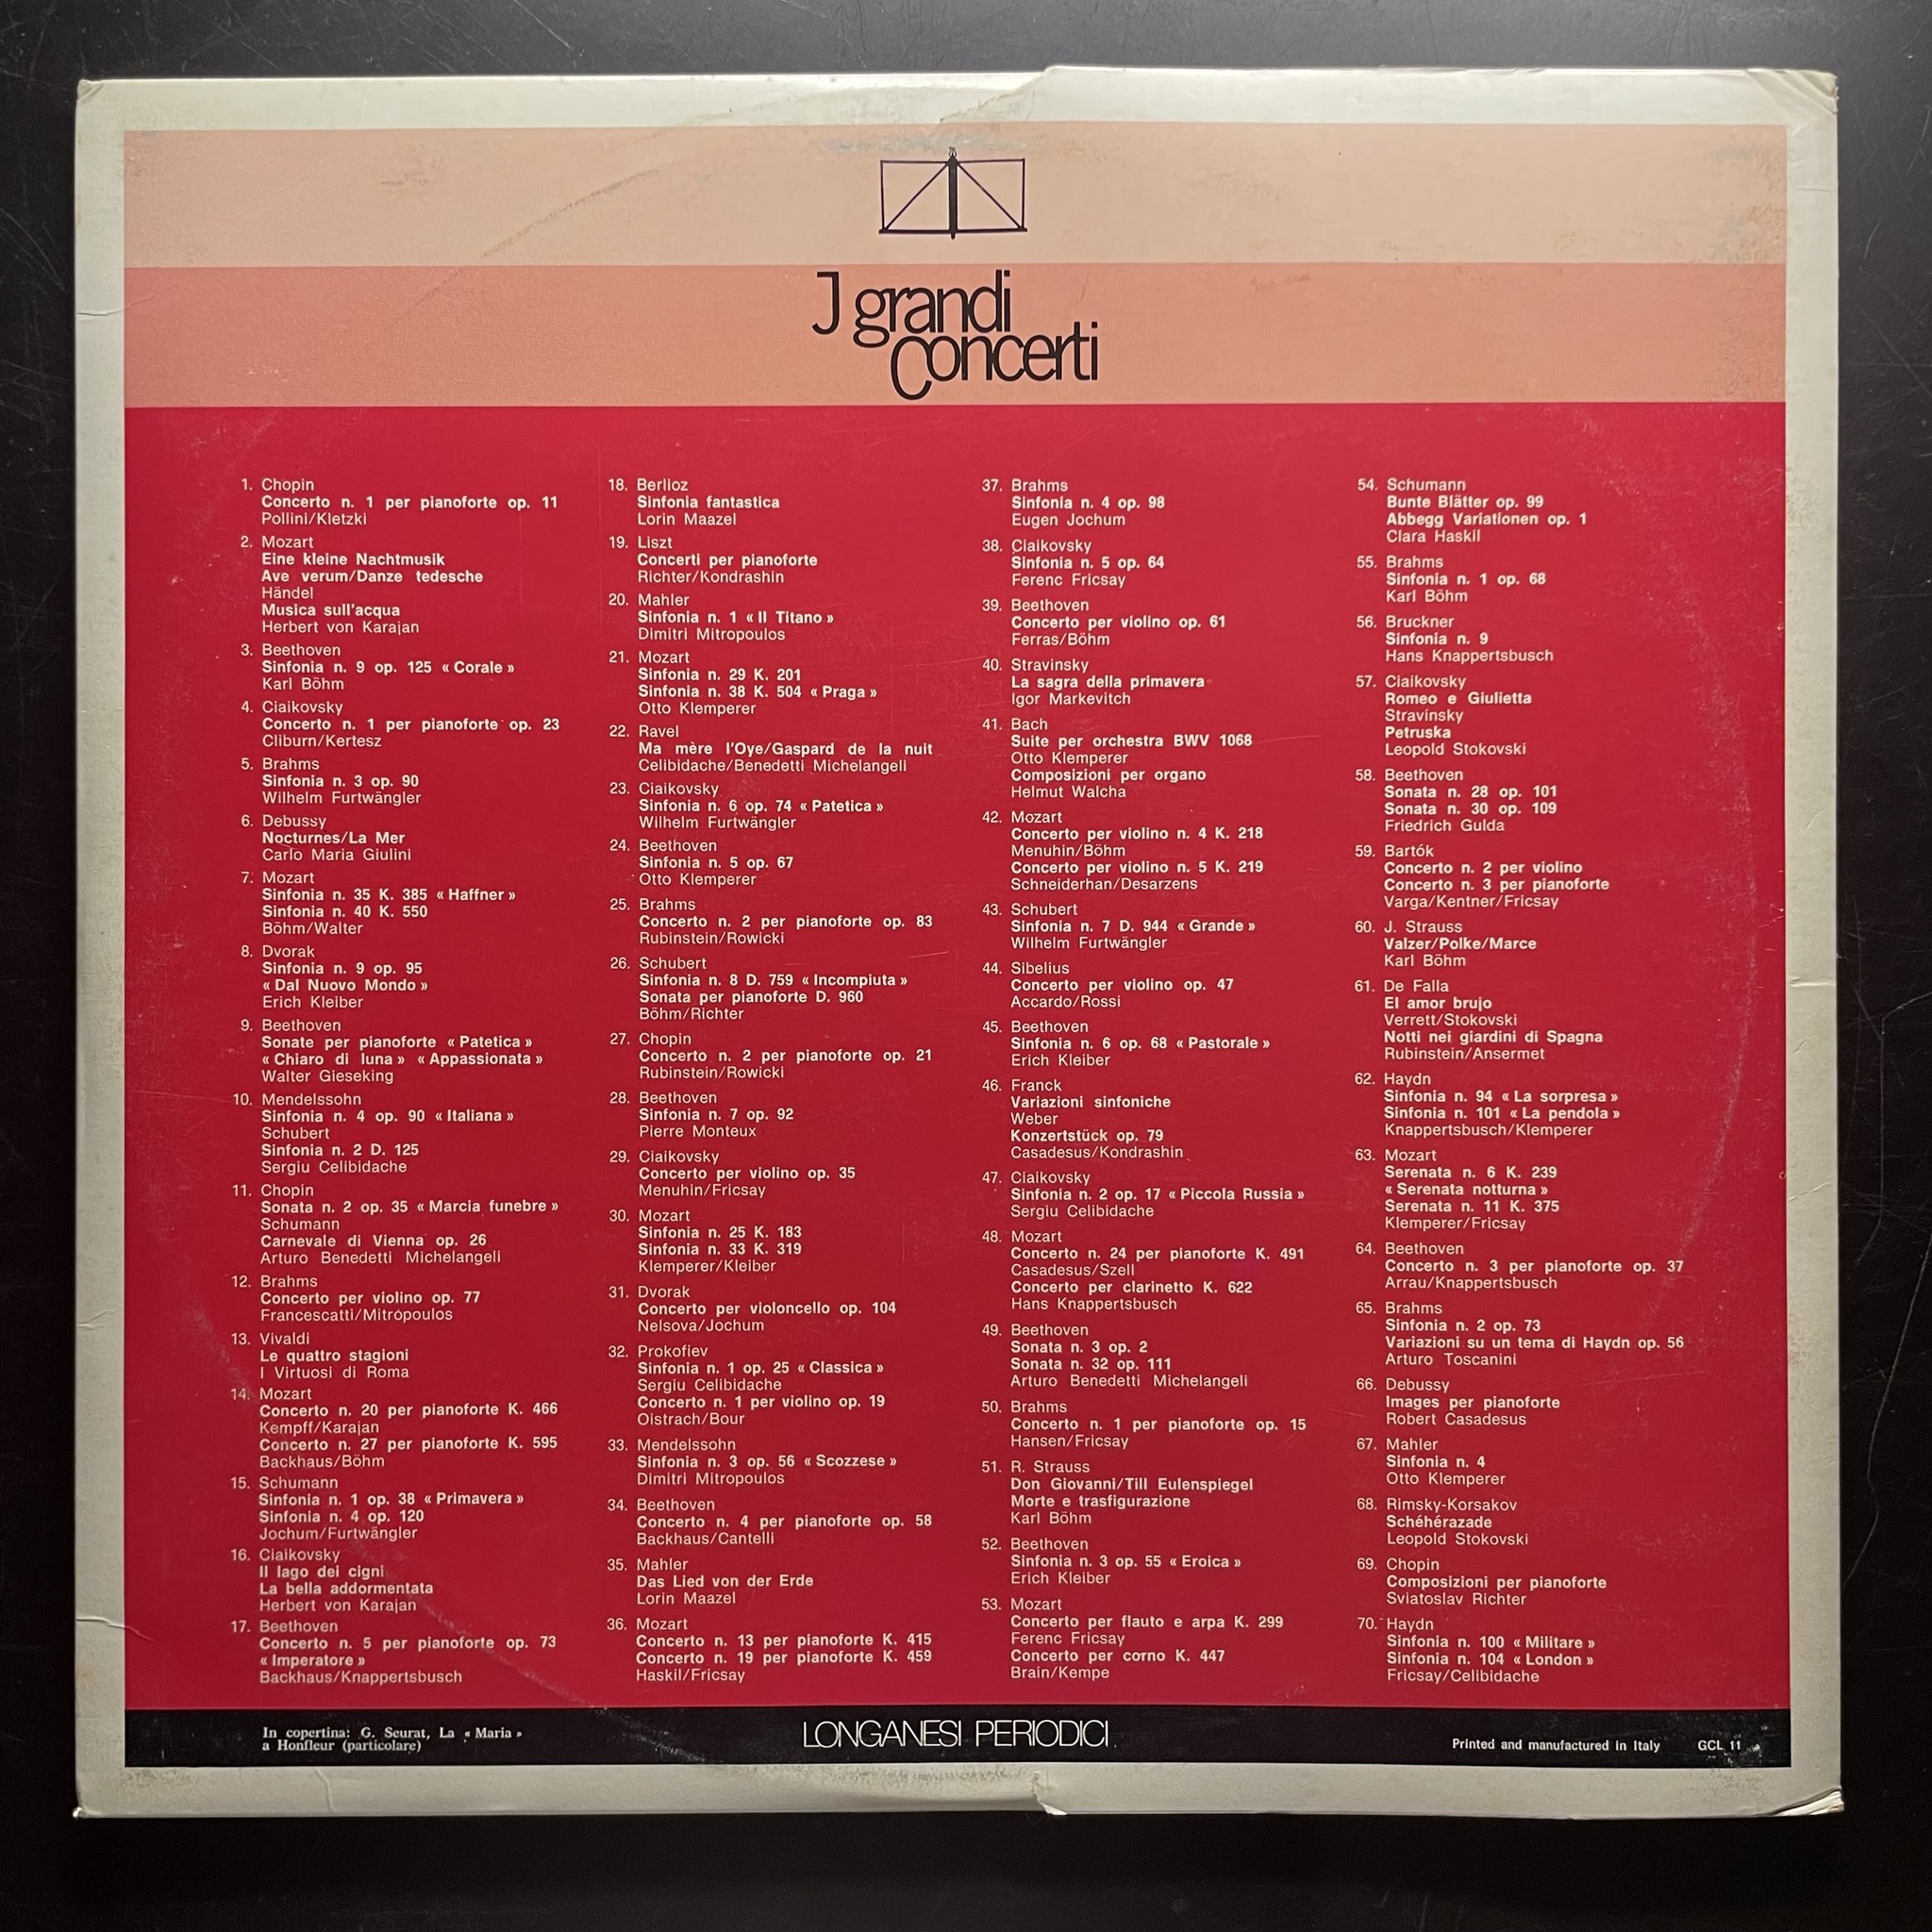 I grandi
Concerti
1. Chopin
Concerto n. 1 per pianoforte op. 11
Pollini/Kletzki
2. Mozart
Eine kleine Nachtmusik
Ave verum/Danze tedesche
Händel
Musica sull'acqua
Herbert von Karajan
3. Beethoven
Sinfonia n. 9 op. 125 « Corale »
Karl Böhm
4. Ciaikovsky
Concerto n. 1 per pianoforte op. 23
Cliburn/Kertesz
5. Brahms
Sinfonia n. 3 op. 90
Wilhelm Furtwängler
6. Debussy
Nocturnes/La Mer
Carlo Maria Giulini
7. Mozart
Sinfonia n. 35 K. 385 « Haffner »
Sinfonia n. 40 K. 550
Böhm/Walter
8. Dvorak
Sinfonia n. 9 op. 95
« Dal Nuovo Mondo »
Erich Kleiber
9. Beethoven
Sonate per pianoforte « Patetica »
« Chiaro di luna » « Appassionata »
Walter Gieseking
10. Mendelssohn
Sinfonia n. 4 op. 90 « Italiana »
Schubert
Sinfonia n. 2 D. 125
Sergiu Celibidache
11. Chopin
Sonata n. 2 op. 35 « Marcia funebre »
Schumann
Carnevale di Vienna op. 26
Arturo Benedetti Michelangeli
12. Brahms
Concerto per violino op. 77
Francescatti/Mitropoulos
13. Vivaldi
Le quattro stagioni
I Virtuosi di Roma
14. Mozart
Concerto n. 20 per pianoforte K. 466
Kempff/Karajan
Concerto n. 27 per pianoforte K. 595
Backhaus/Böhm
15. Schumann
Sinfonia n. 1 op. 38 « Primavera »
Sinfonia n. 4 op. 120
Jochum/Furtwängler
16. Ciaikovsky
Il lago dei cigni
La bella addormentata
Herbert von Karajan
17. Beethoven
Concerto n. 5 per pianoforte op. 73
« Imperatore »
Backhaus/Knappertsbusch
18. Berlioz
Sinfonia fantastica
Lorin Maazel
19. Liszt
Concerti per pianoforte
Richter/Kondrashin
20. Mahler
Sinfonia n. 1 « Il Titano »
Dimitri Mitropoulos
21. Mozart
Sinfonia n. 29 K. 201
Sinfonia n. 38 K. 504 « Praga »
Otto Klemperer
22. Ravel
Ma mère l'Oye/Gaspard de la nuit
Celibidache/Benedetti Michelangeli
23. Ciaikovsky
Sinfonia n. 6 op. 74 « Patetica »
Wilhelm Furtwängler
24. Beethoven
Sinfonia n. 5 op. 67
Otto Klemperer
25. Brahms
Concerto n. 2 per pianoforte op. 83
Rubinstein/Rowicki
26. Schubert
Sinfonia n. 8 D. 759 « Incompiuta »
Sonata per pianoforte D. 960
Böhm/Richter
27. Chopin
Concerto n. 2 per pianoforte op. 21
Rubinstein/Rowicki
28. Beethoven
Sinfonia n. 7 op. 92
Pierre Monteux
29. Ciaikovsky
Concerto per violino op. 35
Menuhin/Fricsay
30. Mozart
Sinfonia n. 25 K. 183
Sinfonia n. 33 K. 319
Klemperer/Kleiber
31. Dvorak
Concerto per violoncello op. 104
Nelsova/Jochum
32. Prokofiev
Sinfonia n. 1 op. 25 « Classica »
Sergiu Celibidache
Concerto n. 1 per violino op. 19
Oistrach/Bour
33. Mendelssohn
Sinfonia n. 3 op. 56 « Scozzese »
Dimitri Mitropoulos
34. Beethoven
Concerto n. 4 per pianoforte op. 58
Backhaus/Cantelli
35. Mahler
Das Lied von der Erde
Lorin Maazel
36. Mozart
Concerto n. 13 per pianoforte K. 415
Concerto n. 19 per pianoforte K. 459
Haskil/Fricsay
37. Brahms
Sinfonia n. 4 op. 98
Eugen Jochum
38. Ciaikovsky
Sinfonia n. 5 op. 64
Ferenc Fricsay
39. Beethoven
Concerto per violino op. 61
Ferras/Böhm
40. Stravinsky
La sagra della primavera
Igor Markevitch
41. Bach
Suite per orchestra BWV 1068
Otto Klemperer
Composizioni per organo
Helmut Walcha
42. Mozart
Concerto per violino n. 4 K. 218
Menuhin/Böhm
Concerto per violino n. 5 K. 219
Schneiderhan/Desarzens
43. Schubert
Sinfonia n. 7 D. 944 « Grande »
Wilhelm Furtwängler
44. Sibelius
Concerto per violino op. 47
Accardo/Rossi
45. Beethoven
Sinfonia n. 6 op. 68 « Pastorale »
Erich Kleiber
46. Franck
Variazioni sinfoniche
Weber
Konzertstück op. 79
Casadesus/Kondrashin
47. Ciaikovsky
Sinfonia n. 2 op. 17 « Piccola Russia »
Sergiu Celibidache
48. Mozart
Concerto n. 24 per pianoforte K. 491
Casadesus/Szell
Concerto per clarinetto K. 622
Hans Knappertsbusch
49. Beethoven
Sonata n. 3 op. 2
Sonata n. 32 op. 111
Arturo Benedetti Michelangeli
50. Brahms
Concerto n. 1 per pianoforte op. 15
Hansen/Fricsay
51. R. Strauss
Don Giovanni/Till Eulenspiegel
Morte e trasfigurazione
Karl Böhm
52. Beethoven
Sinfonia n. 3 op. 55 « Eroica »
Erich Kleiber
53. Mozart
Concerto per flauto e arpa K. 299
Ferenc Fricsay
Concerto per corno K. 447
Brain/Kempe
54. Schumann
Bunte Blätter op. 99
Abbegg Variationen op. 1
Clara Haskil
55. Brahms
Sinfonia n. 1 op. 68
Karl Böhm
56. Bruckner
Sinfonia n. 9
Hans Knappertsbusch
57. Ciaikovsky
Romeo e Giulietta
Stravinsky
Petruska
Leopold Stokovski
58. Beethoven
Sonata n. 28 op. 101
Sonata n. 30 op. 109
Friedrich Gulda
59. Bartók
Concerto n. 2 per violino
Concerto n. 3 per pianoforte
Varga/Kentner/Fricsay
60. J. Strauss
Valzer/Polke/Marce
Karl Böhm
61. De Falla
El amor brujo
Verrett/Stokovski
Notti nei giardini di Spagna
Rubinstein/Ansermet
62. Haydn
Sinfonia n. 94 « La sorpresa »
Sinfonia n. 101 « La pendola »
Knappertsbusch/Klemperer
63. Mozart
Serenata n. 6 K. 239
« Serenata notturna »
Serenata n. 11 K. 375
Klemperer/Fricsay
64. Beethoven
Concerto n. 3 per pianoforte op. 37
Arrau/Knappertsbusch
65. Brahms
Sinfonia n. 2 op. 73
Variazioni su un tema di Haydn op. 56
Arturo Toscanini
66. Debussy
Images per pianoforte
Robert Casadesus
67. Mahler
Sinfonia n. 4
Otto Klemperer
68. Rimsky-Korsakov
Schéhérazade
Leopold Stokovski
69. Chopin
Composizioni per pianoforte
Sviatoslav Richter
70. Haydn
Sinfonia n. 100 « Militare »
Sinfonia n. 104 « London »
Fricsay/Celibidache
In copertina: G. Seurat, La « Maria »
a Honfleur (particolare)
LONGANESI PERIODICI
Printed and manufactured in Italy GCL 11